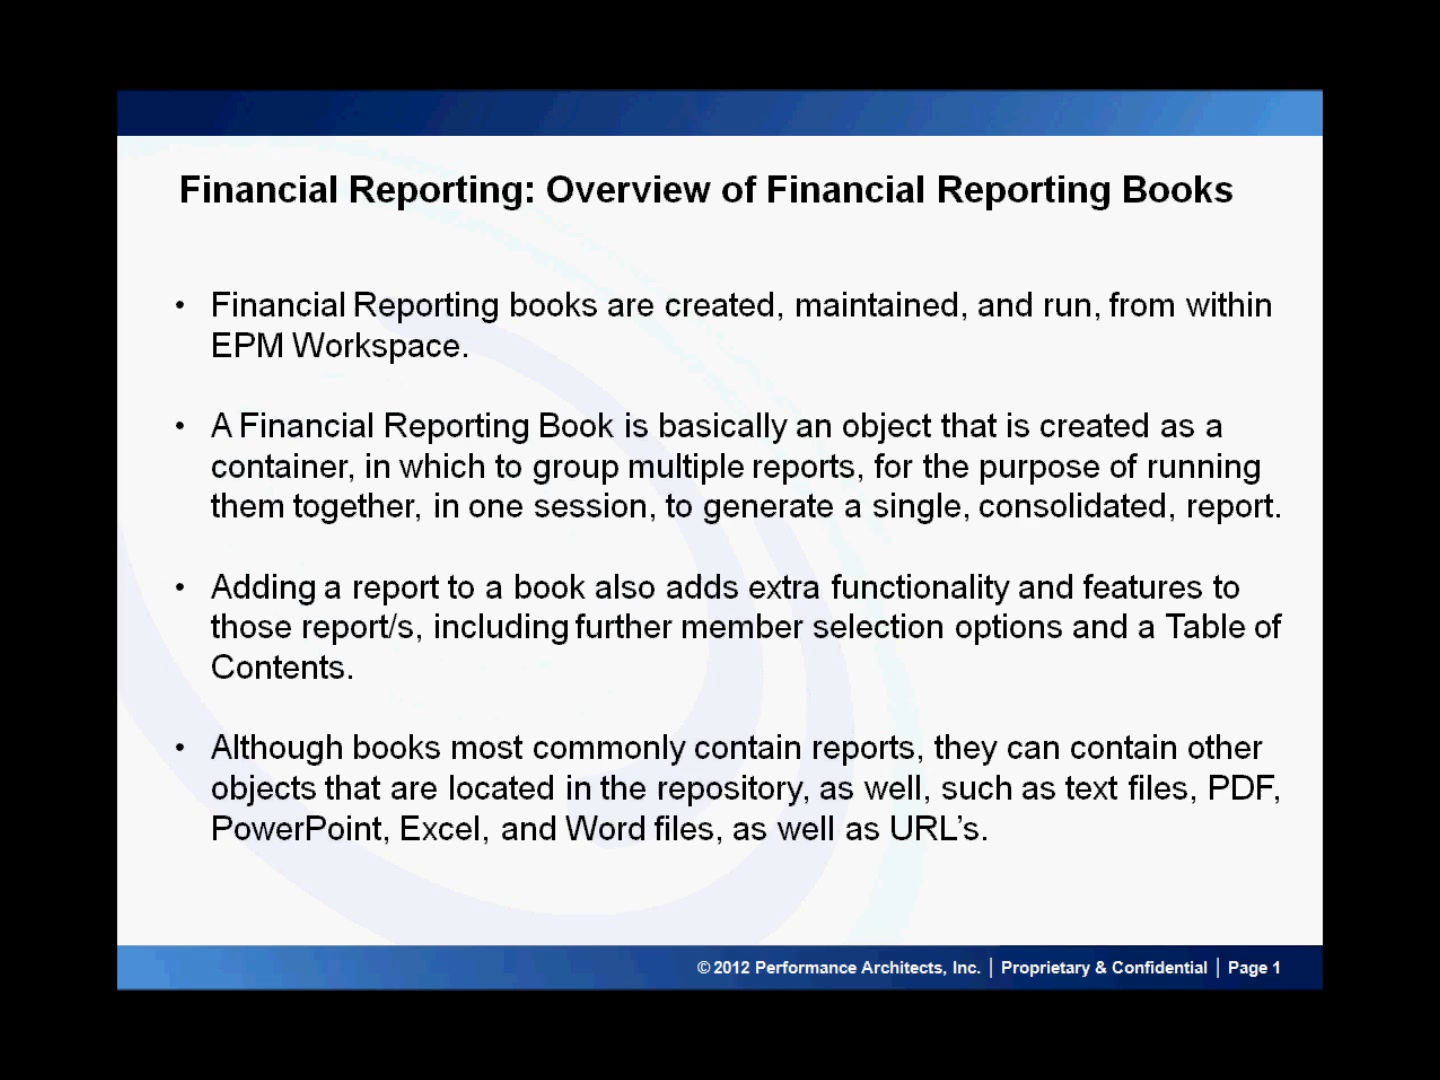 Financial Reporting: Overview of Financial Reporting Books
• Financial Reporting books are created, maintained, and run, from within
EPM Workspace.
• A Financial Reporting Book is basically an object that is created as a
container, in which to group multiple reports, for the purpose of running
them together, in one session, to generate a single, consolidated, report.
• Adding a report to a book also adds extra functionality and features to
those report/s, including further member selection options and a Table of
Contents.
• Although books most commonly contain reports, they can contain other
objects that are located in the repository, as well, such as text files, PDF,
PowerPoint, Excel, and Word files, as well as URL’s.
© 2012 Performance Architects, Inc. | Proprietary & Confidential | Page 1